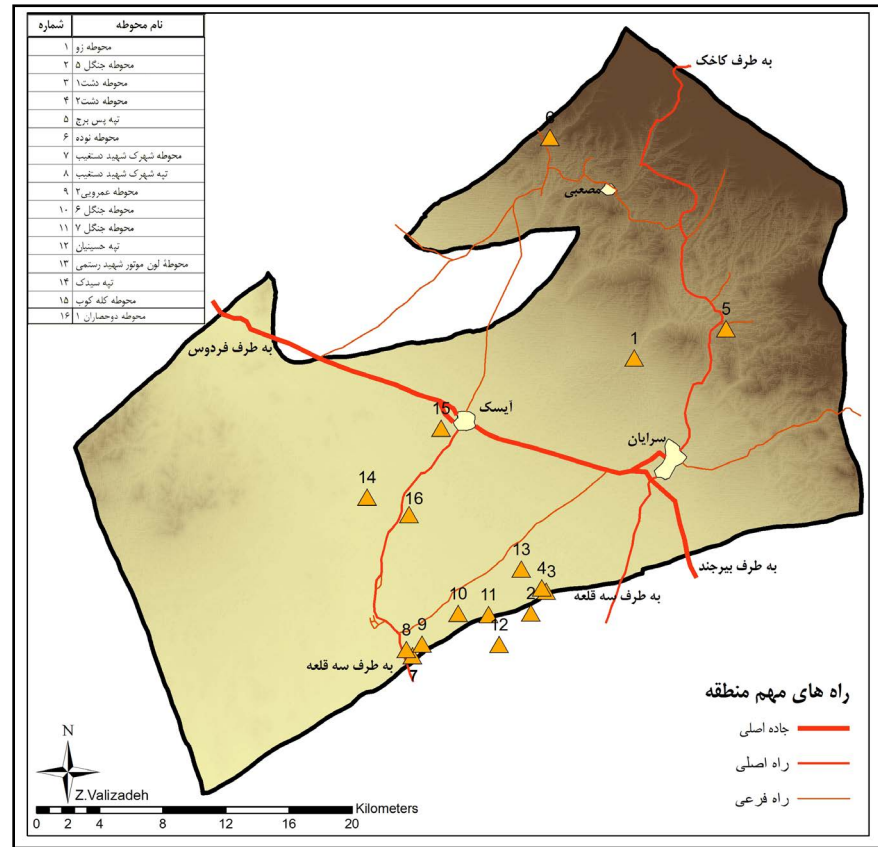 شماره نام محوطه
۱ محوطه زو
۲ محوطه جنگل ۵
۳ محوطه دشت۱
۴ محوطه دشت۲
۵ تپه پس برج
۶ محوطه نوده
۷ محوطه شهرک شهید دستغیب
۸ تپه شهرک شهید دستغیب
۹ محوطه عمرویی۲
۱۰ محوطه جنگل ۶
۱۱ محوطه جنگل ۷
۱۲ تپه حسینیان
۱۳ محوطهٔ لون موتور شهید رستمی
۱۴ تپه سیدک
۱۵ محوطه کله کوب
۱۶ محوطه دوحصاران ۱
به طرف کاخک
6
مصعبی
5
1
به طرف فردوس
15
آیسک
سرایان
14
16
13
به طرف بیرجند
4
3
به طرف سه قلعه
10
11
2
8
9
12
به طرف سه قلعه
7
راه های مهم منطقه
جاده اصلی
راه اصلی
راه فرعی
N
Z.Valizadeh
Kilometers
0 2 4 8 12 16 20